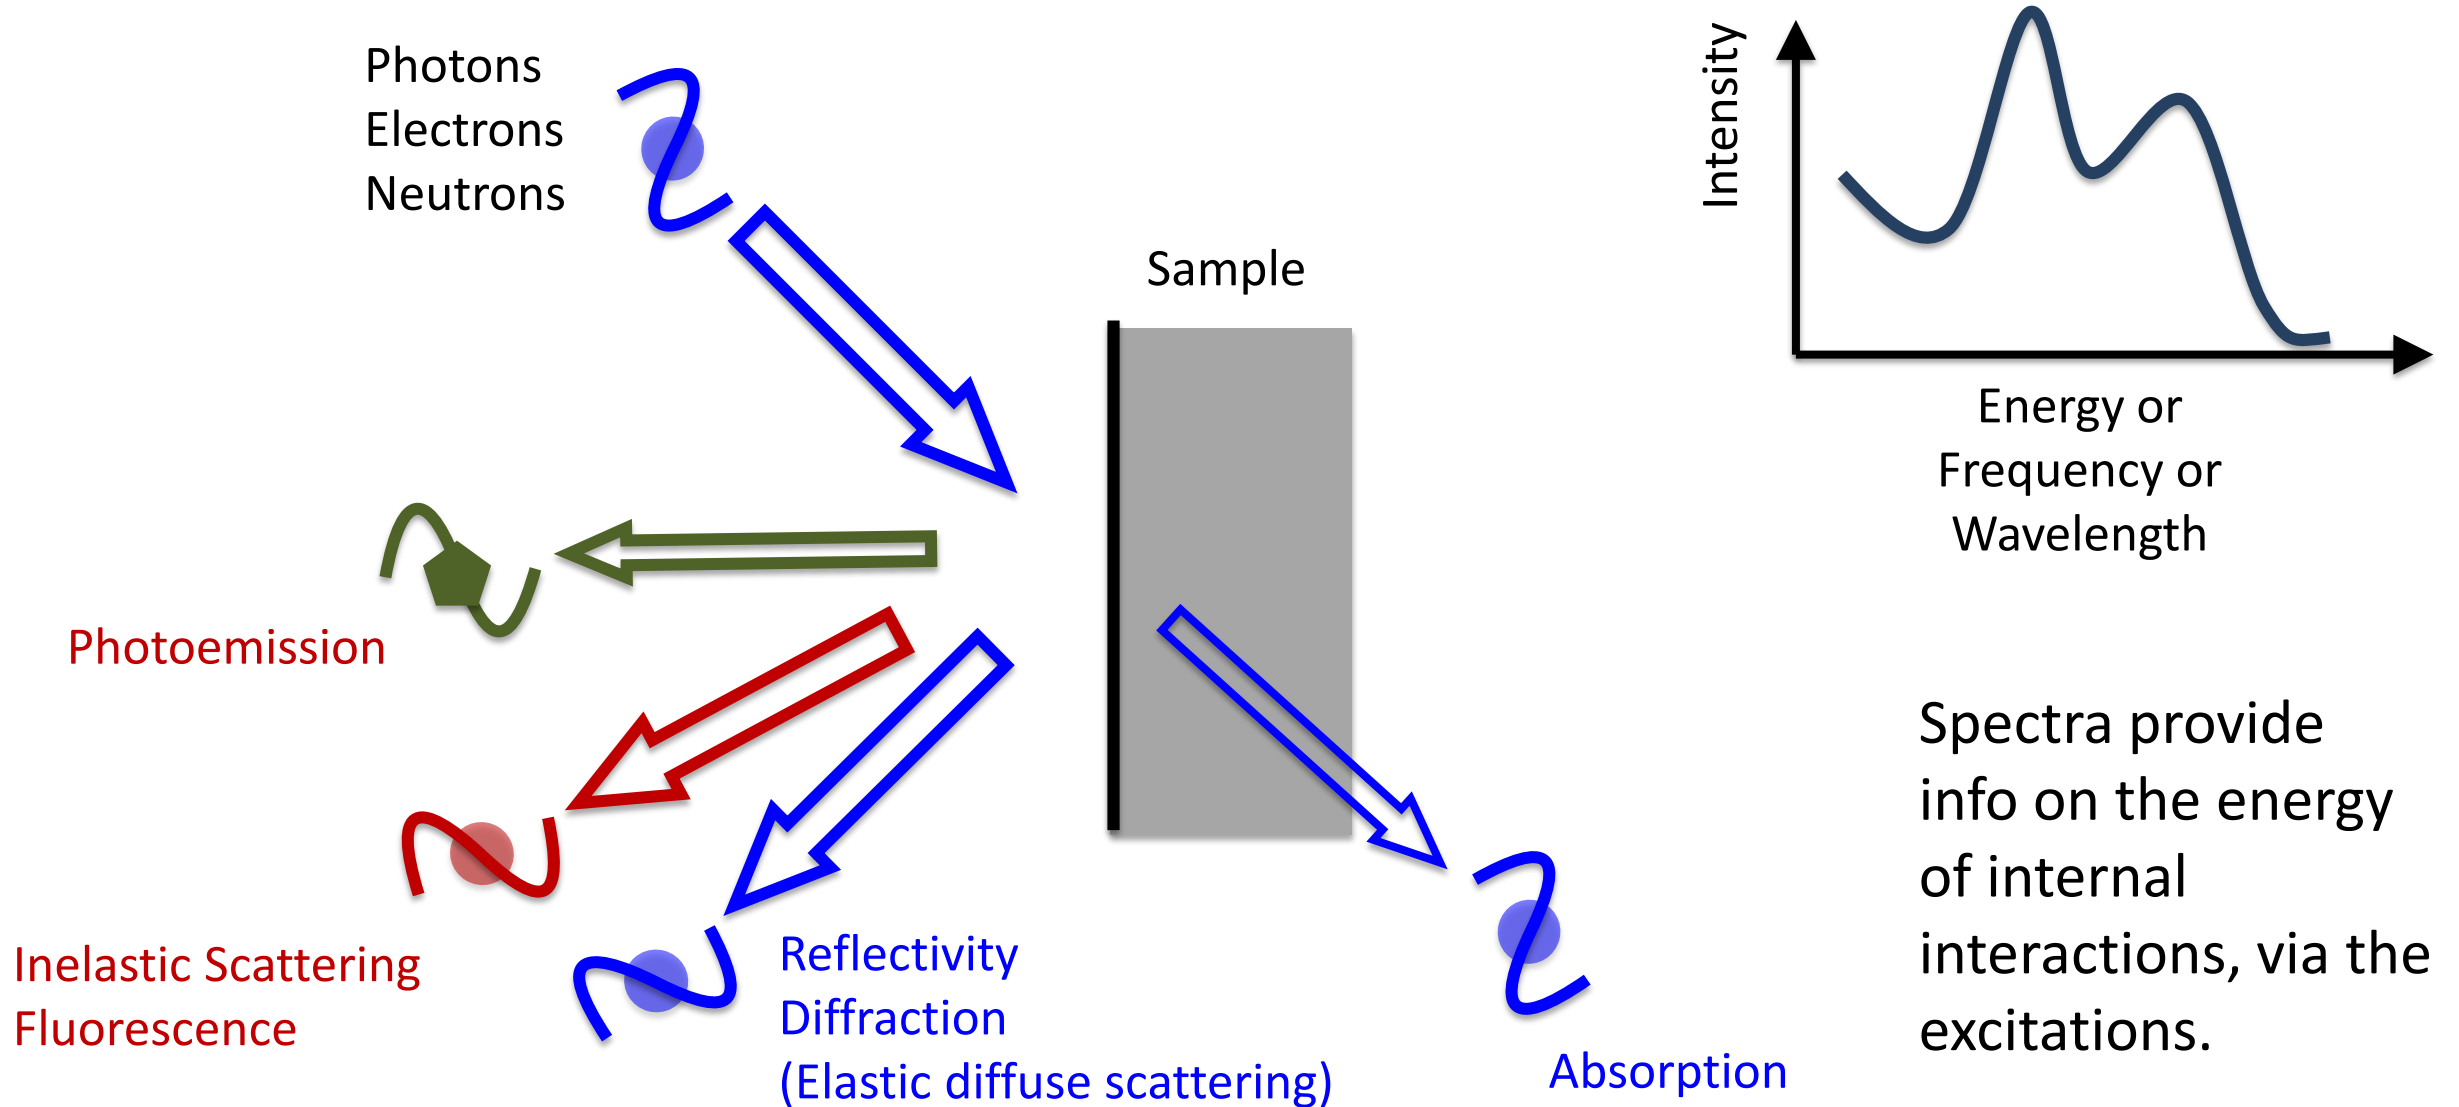 Photons
Electrons
Neutrons
Sample
Intensity
Energy or
Frequency or
Wavelength
Photoemission
Inelastic Scattering
Fluorescence
Reflectivity
Diffraction
(Elastic diffuse scattering)
Absorption
Spectra provide
info on the energy
of internal
interactions, via the
excitations.